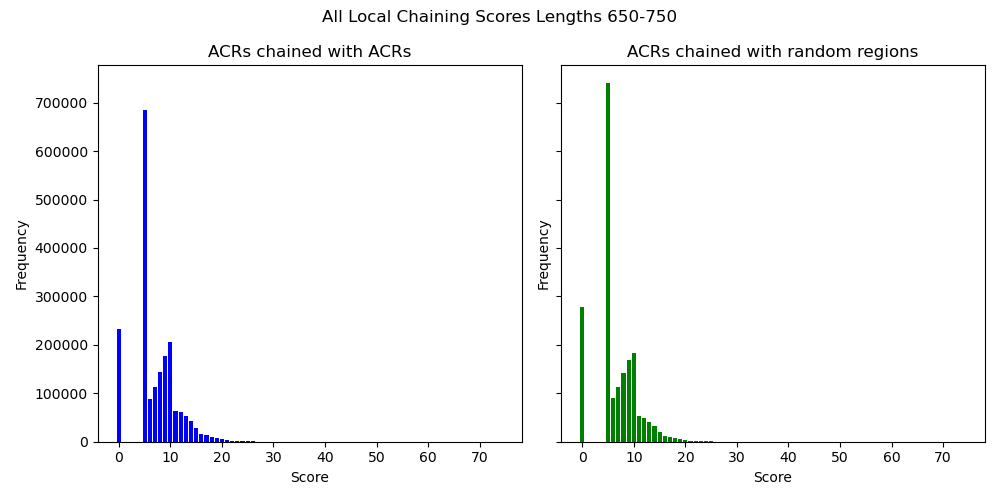 All Local Chaining Scores Lengths 650-750
ACRs chained with ACRs
ACRs chained with random regions
Frequency
700000
600000
500000
400000
300000
200000
100000
0
0 10 20 30 40 50 60 70
Score
Frequency
0 10 20 30 40 50 60 70
Score